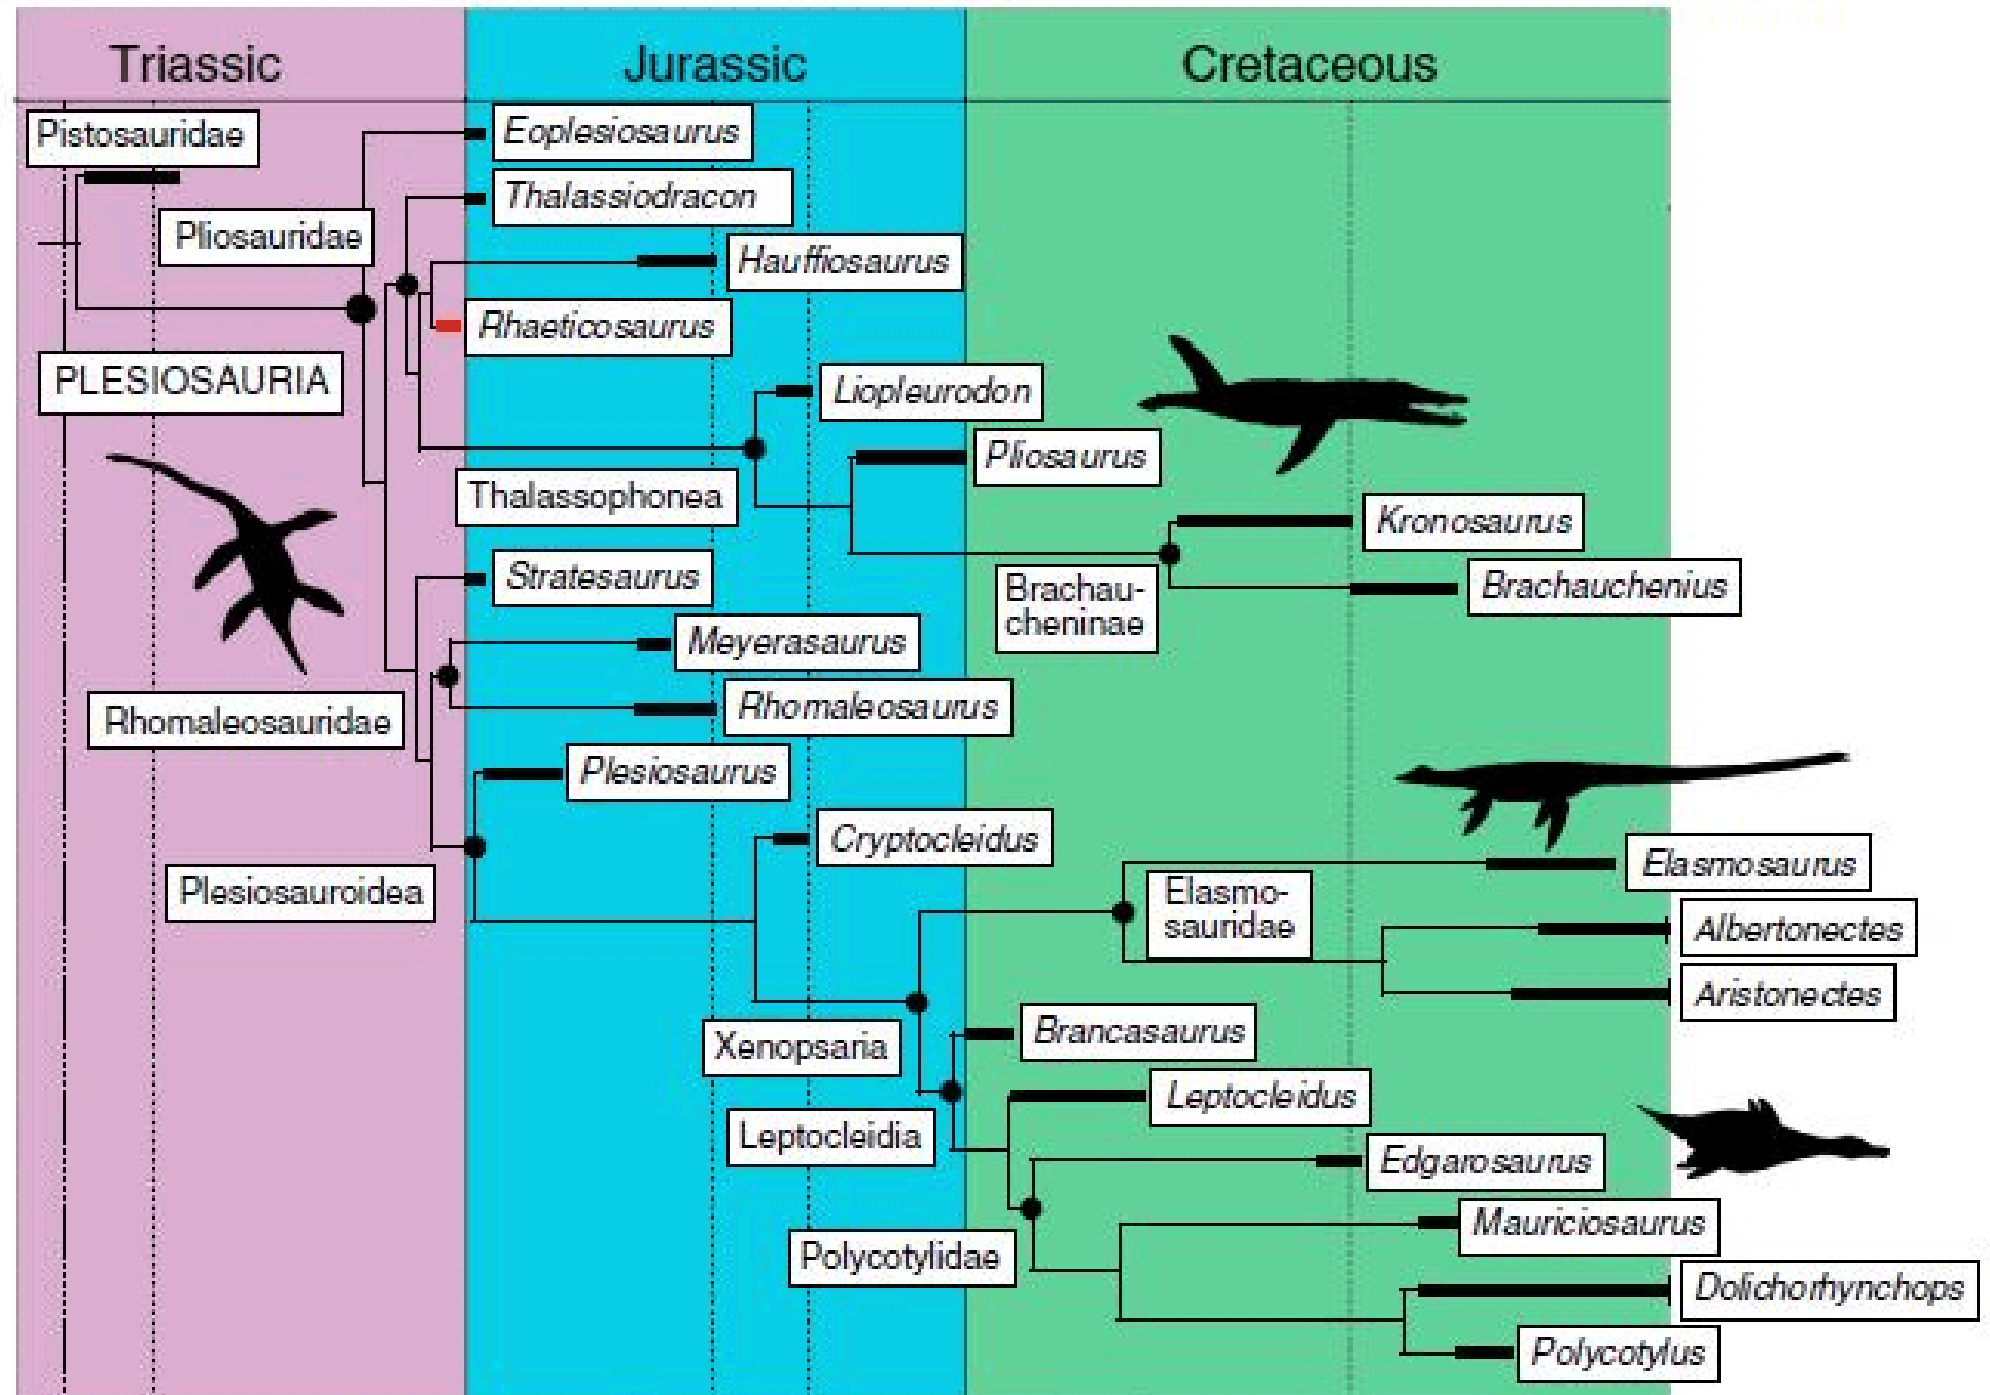 Triassic Jurassic Cretaceous
Pistosauridae
Eoplesiosaurus
Thalassiodracon
Pliosauridae
Hauffiosaurus
Rhaeticosaurus
PLESIOSAURIA
Liopleurodon
Pliosaurus
Thalassophonea
Kronosaurus
Stratesaurus
Brachau-
cheninae
Brachauchenius
Meyerasaurus
Rhomaleosauridae
Rhomaleosaurus
Plesiosaurus
Cryptocleidus
Elasmosaurus
Plesiosauroidea
Elasmo-
sauridae
Albertonectes
Aristonectes
Xenopsaria
Brancasaurus
Leptocleidus
Leptocleidia
Edgarosaurus
Mauriciosaurus
Polycotylidae
Dolichorhynchops
Polycotylus